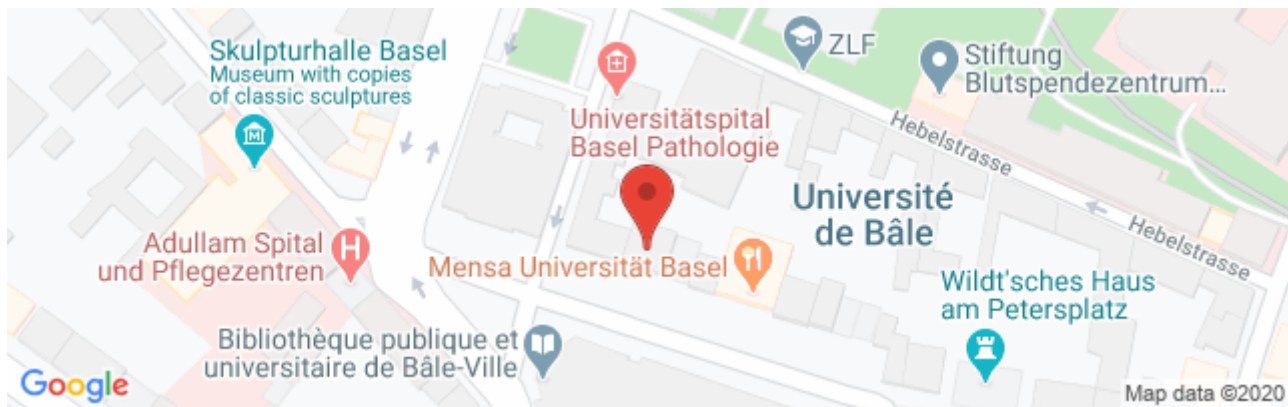 Skulpturhalle Basel
Museum with copies
of classic sculptures
ZLF
Stiftung
Blutspendezentrum...
Universitätspital
Basel Pathologie
Hebelstrasse
Université
de Bâle
Hebelstrasse
Adullam Spital
und Pflegezentren
H
Mensa Universität Basel
Wildt'sches Haus
am Petersplatz
Bibliothèque publique et
universitaire de Bâle-Ville
Google
Map data ©2020